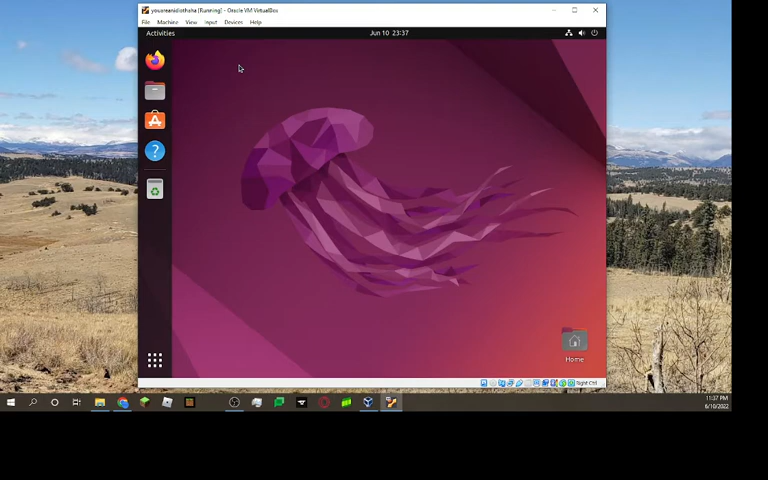 youareanidiothaha [Running] - Oracle VM VirtualBox
File Machine View Input Devices Help
Activities
Jun 10 23:37
Home
Right Ctrl
11:37 PM
6/10/2022